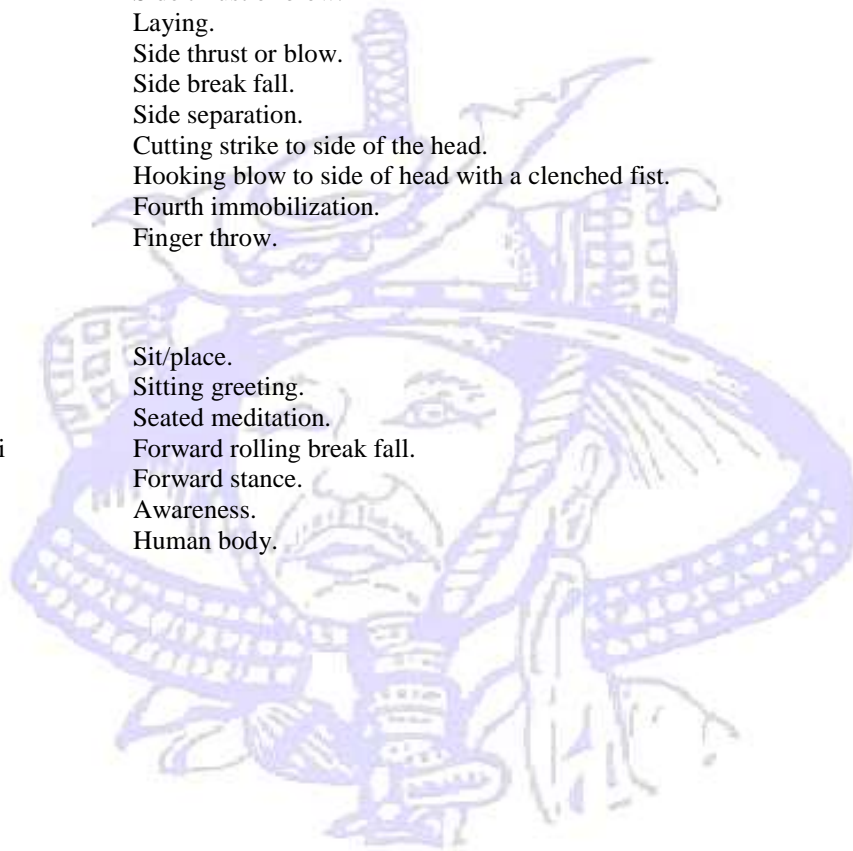 Laying.
Side thrust or blow.
Side break fall.
Side separation.
Cutting strike to side of the head.
Hooking blow to side of head with a clenched fist.
Fourth immobilization.
Finger throw.
Sit/place.
Sitting greeting.
Seated meditation.
i Forward rolling break fall.
Forward stance.
Awareness.
Human body.